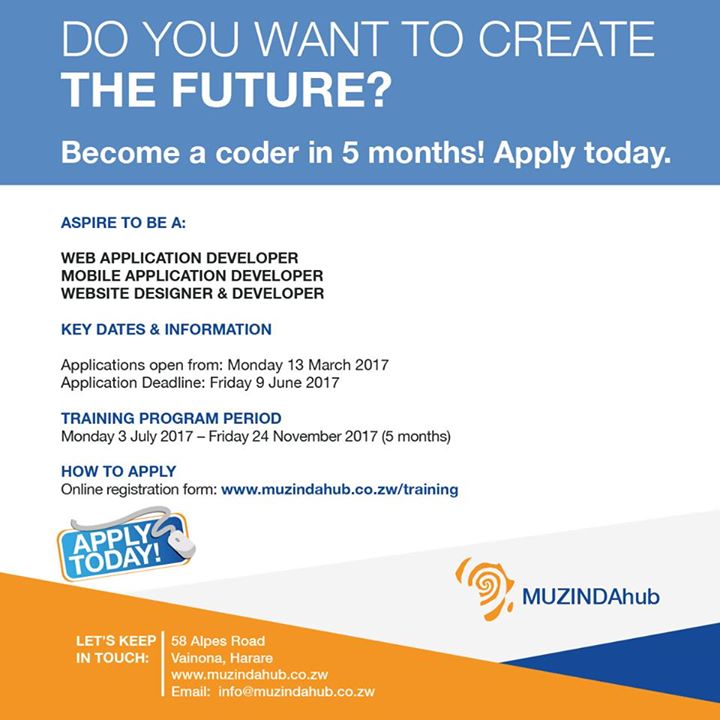 DO YOU WANT TO CREATE
THE FUTURE?
Become a coder in 5 months! Apply today.
ASPIRE TO BE A:
WEB APPLICATION DEVELOPER
MOBILE APPLICATION DEVELOPER
WEBSITE DESIGNER & DEVELOPER
KEY DATES & INFORMATION
Applications open from: Monday 13 March 2017
Application Deadline: Friday 9 June 2017
TRAINING PROGRAM PERIOD
Monday 3 July 2017 – Friday 24 November 2017 (5 months)
HOW TO APPLY
Online registration form: www.muzindahub.co.zw/training
APPLY
TODAY!
MUZINDAhub
LET'S KEEP
IN TOUCH:
58 Alpes Road
Vainona, Harare
www.muzindahub.co.zw
Email: info@muzindahub.co.zw